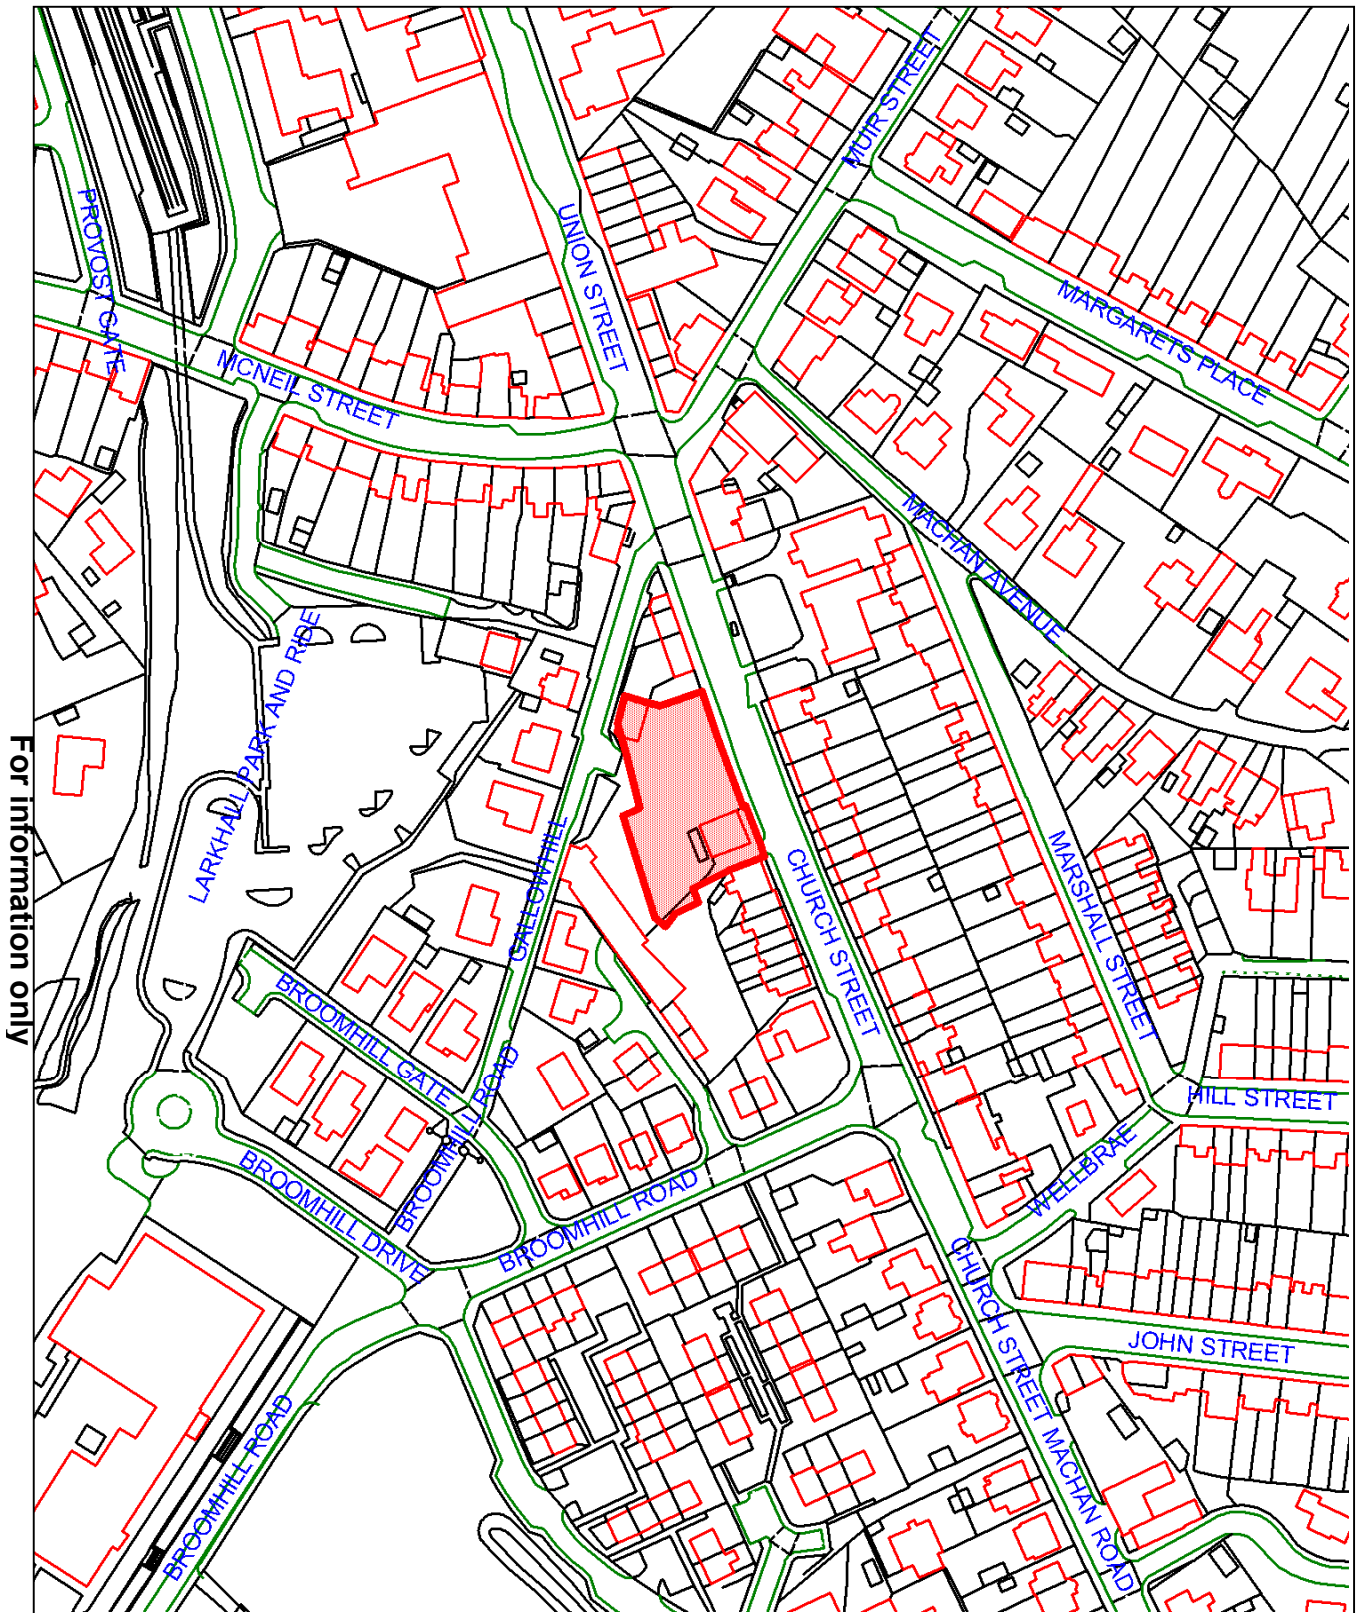 MUIR STREET
UNION STREET
PROVOST GATE
MARGARETS PLACE
MCNEIL STREET
MACHAN AVENUE
LARKHALL PARK AND RIDE
For information only
GALLOWHILL
CHURCH STREET
MARSHALL STREET
BROOMHILL GATE
BROOMHILL ROAD
HILL STREET
WELLBRAE
BROOMHILL DRIVE
BROOMHILL ROAD
CHURCH STREET
JOHN STREET
MACHAN ROAD
BROOMHILL ROAD